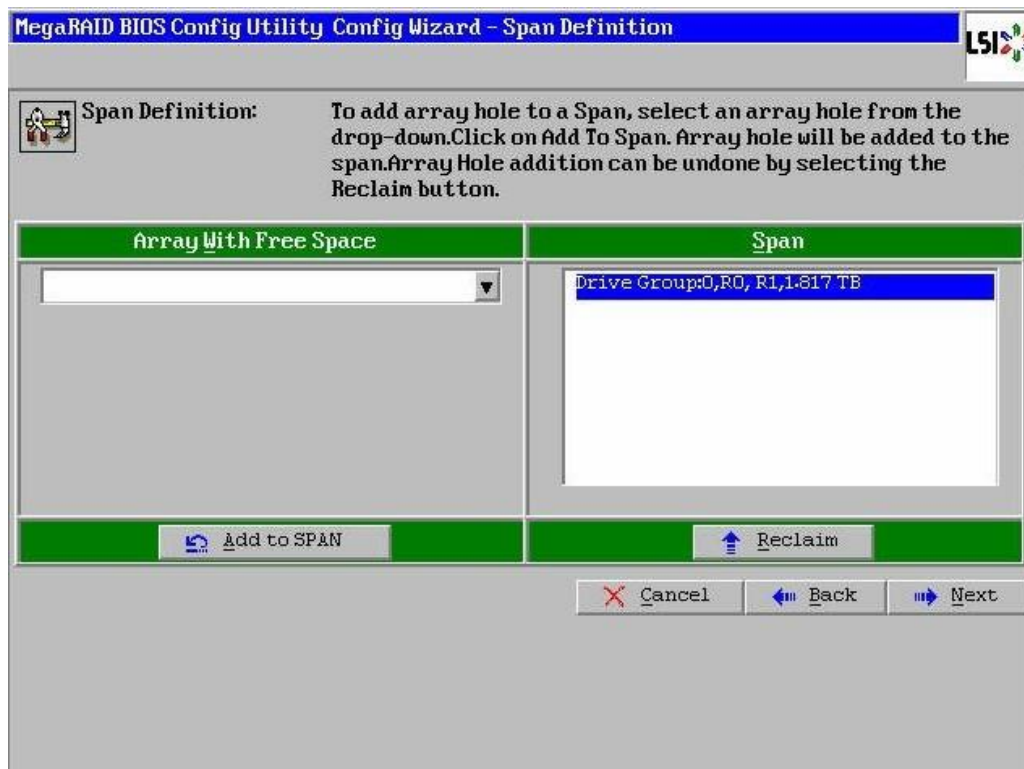 MegaRAID BIOS Config Utility Config Wizard - Span Definition
LSI
Span Definition:
To add array hole to a Span, select an array hole from the
drop-down.Click on Add To Span. Array hole will be added to the
span.Array Hole addition can be undone by selecting the
Reclaim button.
Array With Free Space
Span
Drive Group:0,R0, R1,1.817 TB
Add to SPAN
Reclaim
Cancel
Back
Next